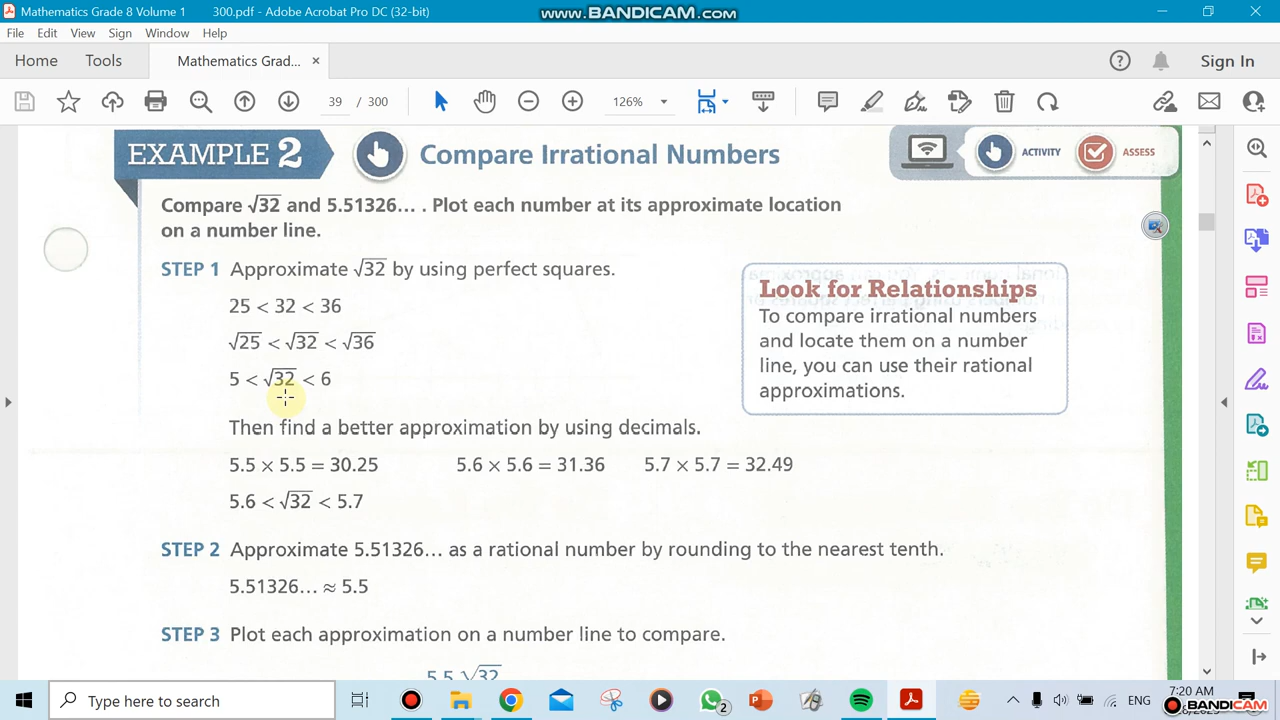 Mathematics Grade 8 Volume 1 300.pdf - Adobe Acrobat Pro DC (32-bit)
www.BANDICAM.com
File Edit View Sign Window Help
Home Tools Mathematics Grad... × Sign In
39 / 300 126%
EXAMPLE 2 Compare Irrational Numbers ACTIVITY ASSESS
Compare √32 and 5.51326... . Plot each number at its approximate location
on a number line.
STEP 1 Approximate √32 by using perfect squares.
25 < 32 < 36
√25 < √32 < √36
5 < √32 < 6
Look for Relationships
To compare irrational numbers
and locate them on a number
line, you can use their rational
approximations.
Then find a better approximation by using decimals.
5.5 × 5.5 = 30.25 5.6 × 5.6 = 31.36 5.7 × 5.7 = 32.49
5.6 < √32 < 5.7
STEP 2 Approximate 5.51326... as a rational number by rounding to the nearest tenth.
5.51326... ≈ 5.5
STEP 3 Plot each approximation on a number line to compare.
5.5 √32
Type here to search
2
ENG
7:20 AM
BANDICAM